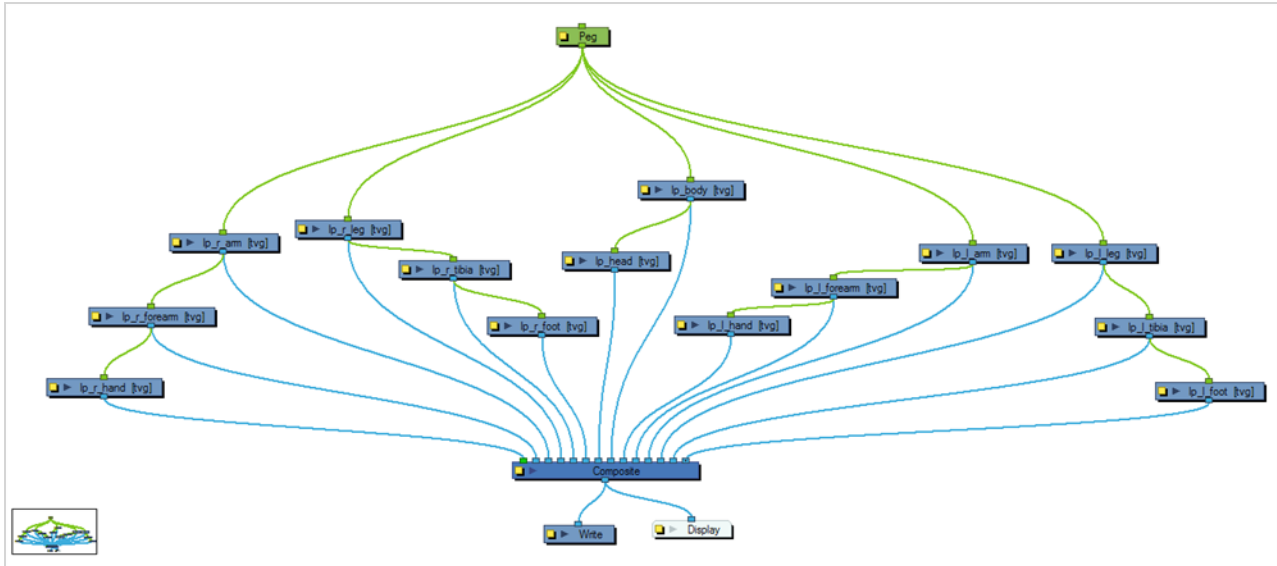 Peg
lp_body [tvg]
lp_r_leg [tvg]
lp_r_arm [tvg]
lp_l_arm [tvg]
lp_l_leg [tvg]
lp_head [tvg]
lp_r_tibia [tvg]
lp_l_forearm [tvg]
lp_r_forearm [tvg]
lp_r_foot [tvg]
lp_l_hand [tvg]
lp_l_tibia [tvg]
lp_r_hand [tvg]
lp_l_foot [tvg]
Composite
Write
Display